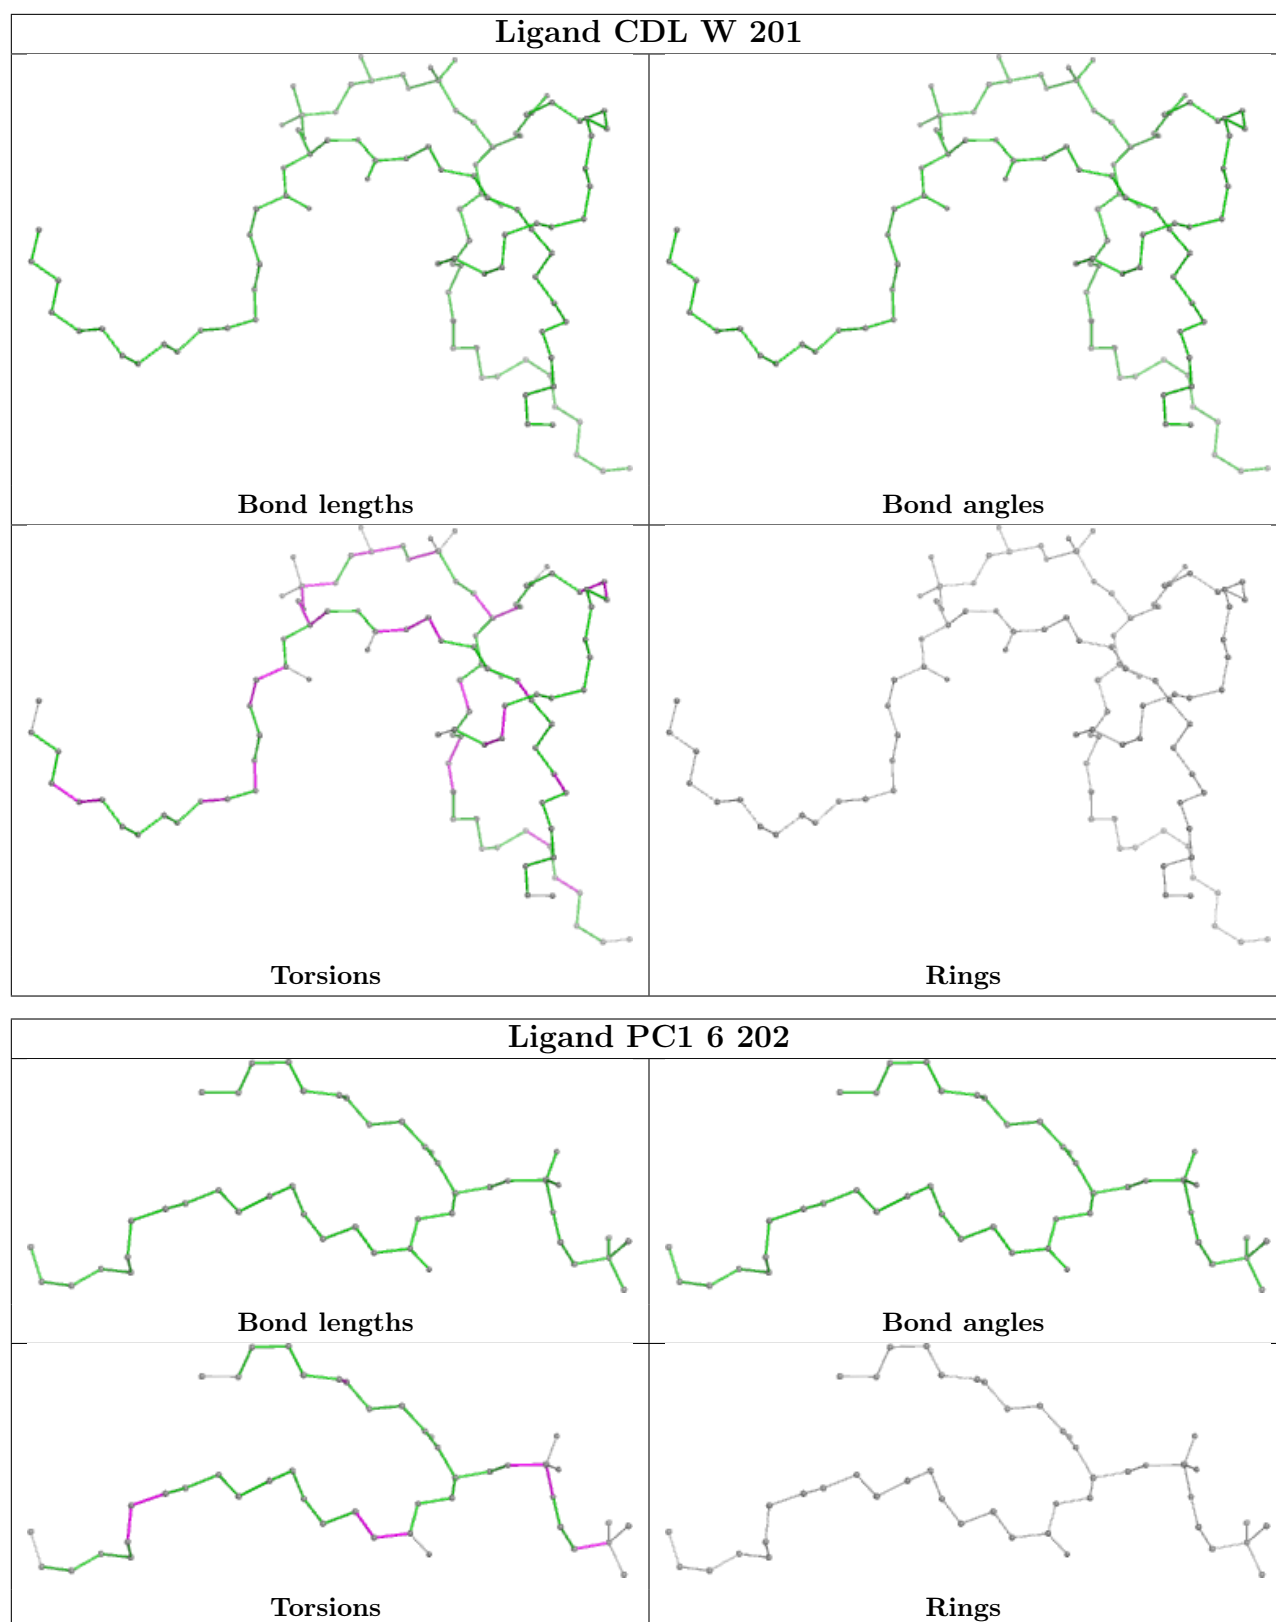 Ligand CDL W 201
Bond lengths
Bond angles
Torsions
Rings
Ligand PC1 6 202
Bond lengths
Bond angles
Torsions
Rings